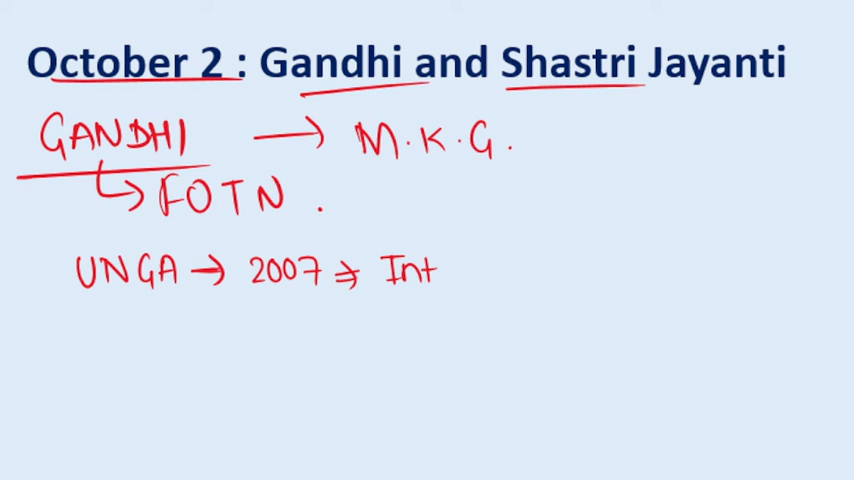 October 2 : Gandhi and Shastri Jayanti
GANDHI → M.K.G.
↳ FOTN.
UNGA → 2007 ⇒ Int